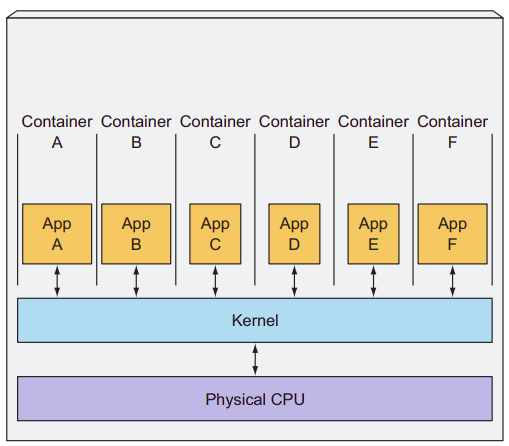 Container Container Container Container Container Container
A B C D E F
App App App App App App
A B C D E F
Kernel
Physical CPU